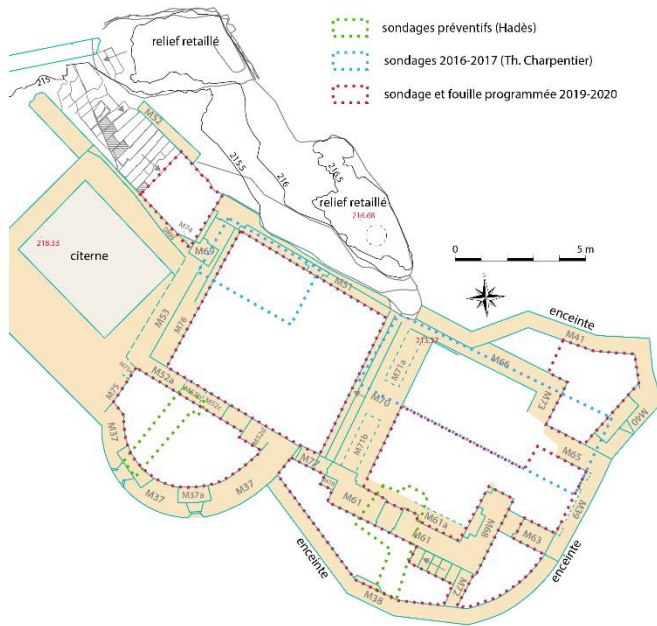 relief retaillé
sondages préventifs (Hadès)
sondages 2016-2017 (Th. Charpentier)
sondage et fouille programmée 2019-2020
215
M52
215.5
216
216.5
relief retaillé
216.68
M74
218.33
citerne
M69
0 5 m
M51
M53
M76
enceinte
M41
213.37
M66
M71a
M73
M52a
M52c
M75
M70
M40
M37
M52d
M65
M71b
M77
M39
M37
M37a
M37
M61
M61a
M68
M61
M63
enceinte
enceinte
M72
M38